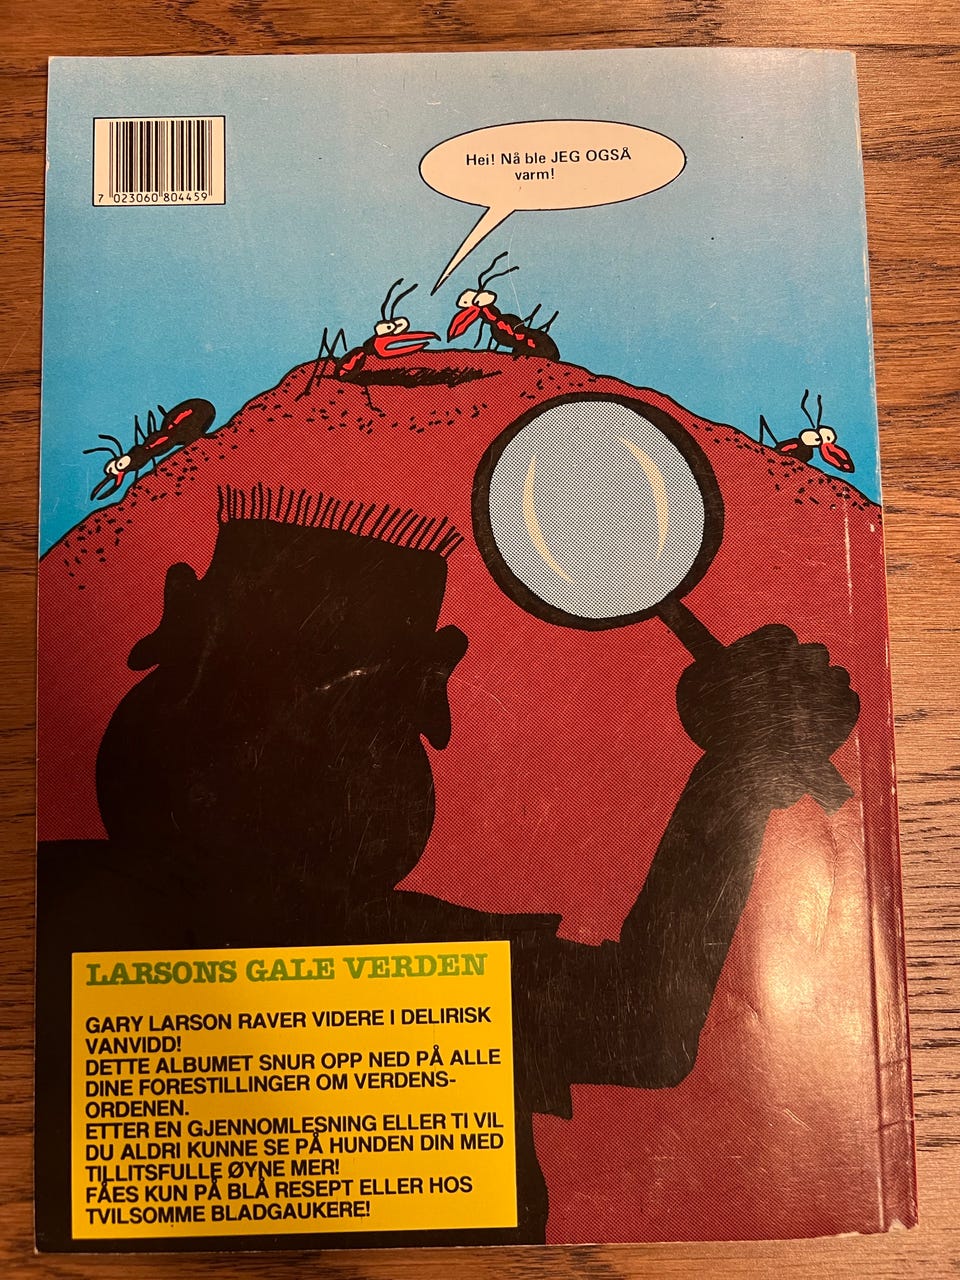 Hei! Nå ble JEG OGSÅ
varm!
7 023060 804459
LARSONS GALE VERDEN
GARY LARSON RAVER VIDERE I DELIRISK
VANVIDD!
DETTE ALBUMET SNUR OPP NED PÅ ALLE
DINE FORESTILLINGER OM VERDENS-
ORDENEN.
ETTER EN GJENNOMLESNING ELLER TI VIL
DU ALDRI KUNNE SE PÅ HUNDEN DIN MED
TILLITSFULLE ØYNE MER!
FÅES KUN PÅ BLÅ RESEPT ELLER HOS
TVILSOMME BLADGAUKERE!